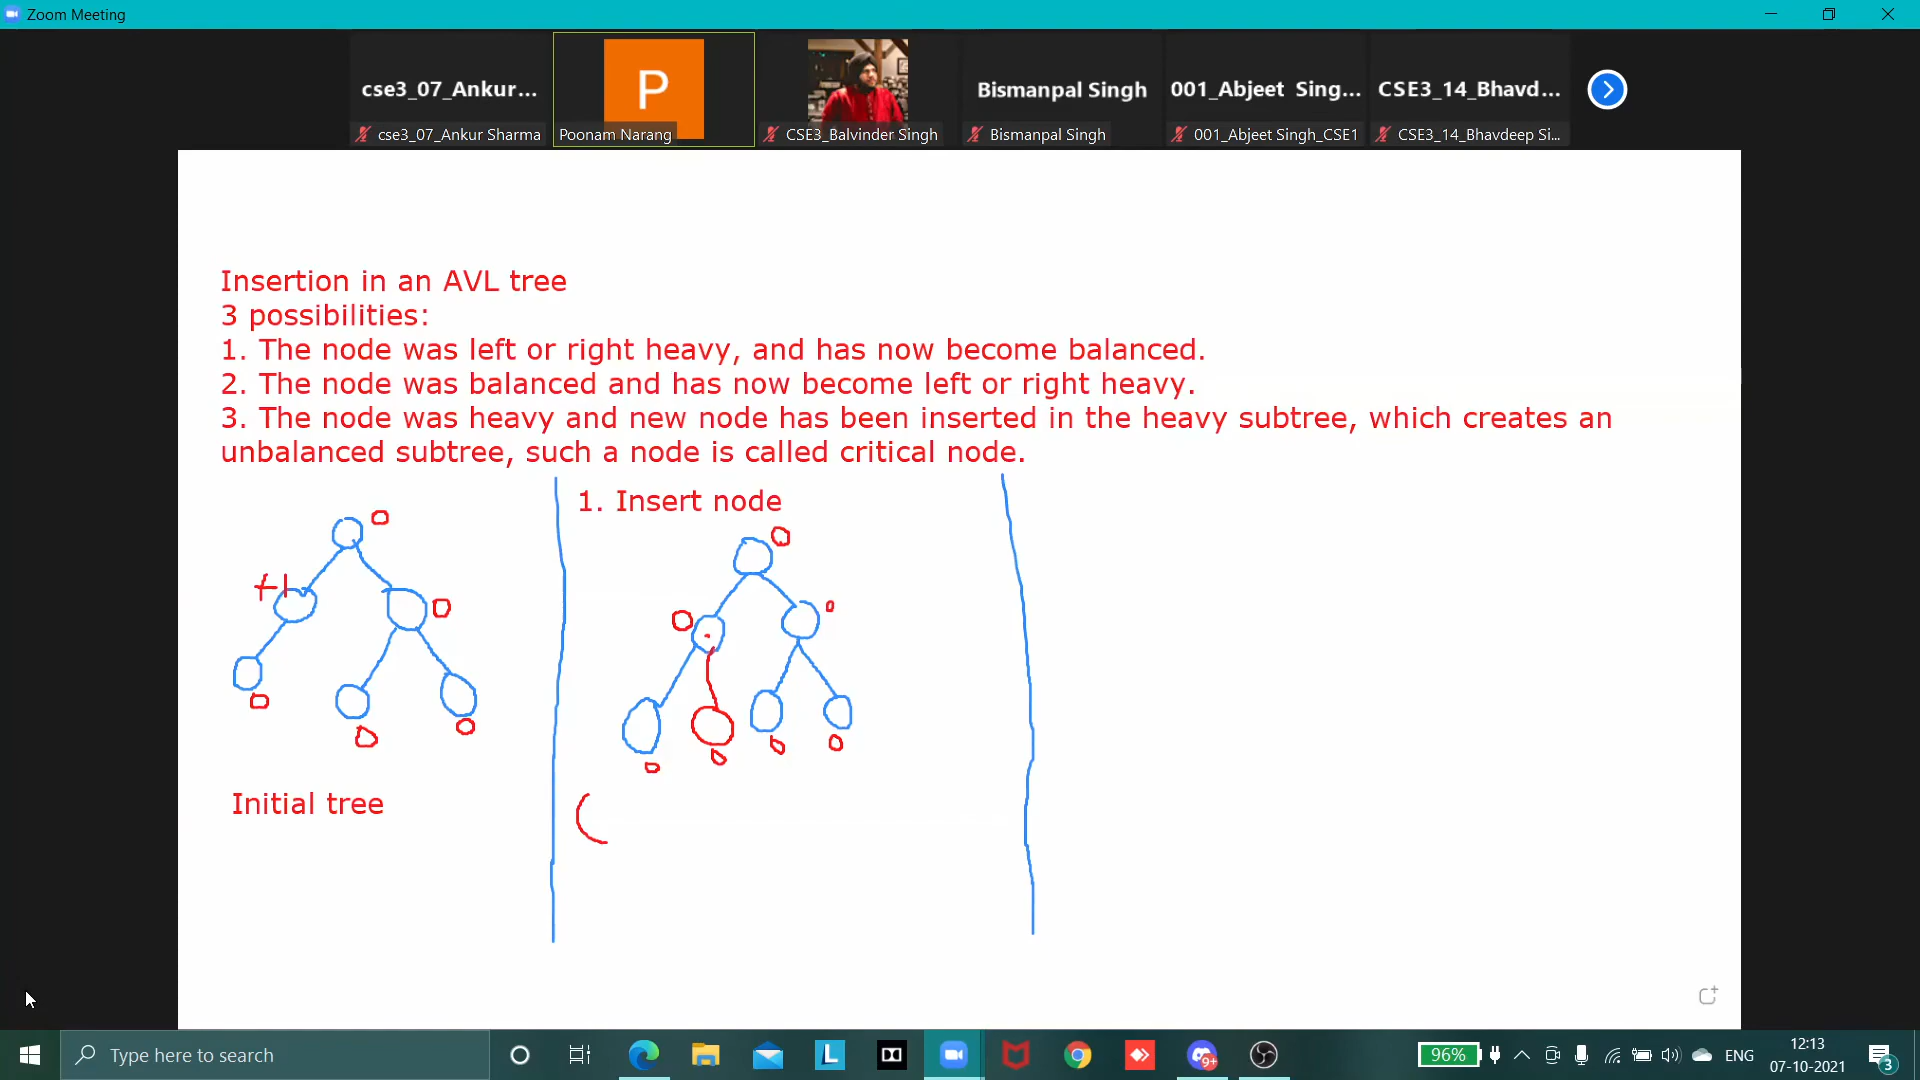 Zoom Meeting
cse3_07_Ankur...
P
Bismanpal Singh
001_Abjeet Sing...
CSE3_14_Bhavd...
cse3_07_Ankur Sharma
Poonam Narang
CSE3_Balvinder Singh
Bismanpal Singh
001_Abjeet Singh_CSE1
CSE3_14_Bhavdeep Si...
Insertion in an AVL tree
3 possibilities:
1. The node was left or right heavy, and has now become balanced.
2. The node was balanced and has now become left or right heavy.
3. The node was heavy and new node has been inserted in the heavy subtree, which creates an
unbalanced subtree, such a node is called critical node.
1. Insert node
0
0
+1
0
0
0
0
0
0
0
0
0
0
0
Initial tree
(
Type here to search
L
9+
96%
ENG
12:13
07-10-2021
3